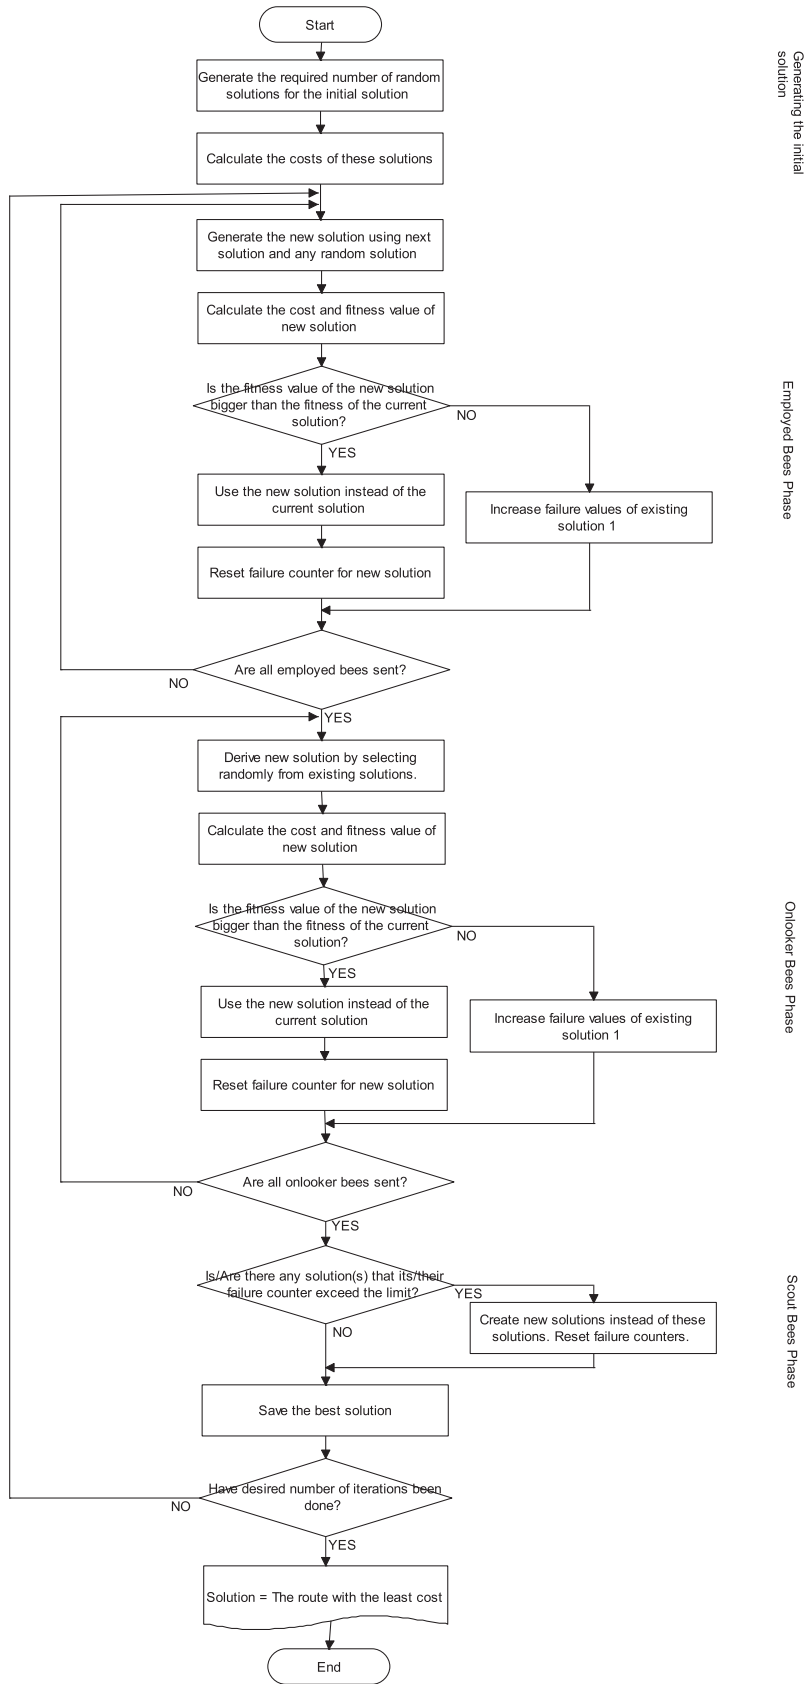 Start
Generate the required number of random
solutions for the initial solution
Generating the initial
solution
Calculate the costs of these solutions
Generate the new solution using next
solution and any random solution
Calculate the cost and fitness value of
new solution
Is the fitness value of the new solution
bigger than the fitness of the current
solution?
NO
YES
Employed Bees Phase
Use the new solution instead of the
current solution
Increase failure values of existing
solution 1
Reset failure counter for new solution
Are all employed bees sent?
NO
YES
Derive new solution by selecting
randomly from existing solutions.
Calculate the cost and fitness value of
new solution
Is the fitness value of the new solution
bigger than the fitness of the current
solution?
NO
YES
Onlooker Bees Phase
Use the new solution instead of the
current solution
Increase failure values of existing
solution 1
Reset failure counter for new solution
Are all onlooker bees sent?
NO
YES
Is/Are there any solution(s) that its/their
failure counter exceed the limit?
YES
NO
Create new solutions instead of these
solutions. Reset failure counters.
Scout Bees Phase
Save the best solution
Have desired number of iterations been
done?
NO
YES
Solution = The route with the least cost
End